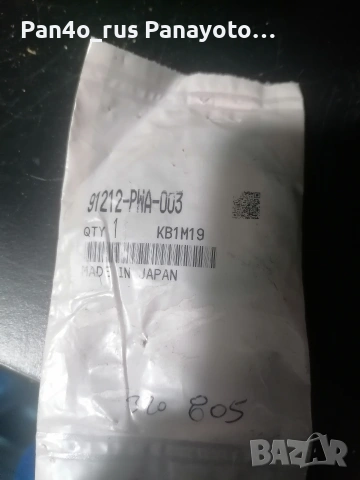 Pan4o_rus Panayoto…
91212-PWA-003
QTY 1 KB1M19
MADE IN JAPAN
805
BAZAR